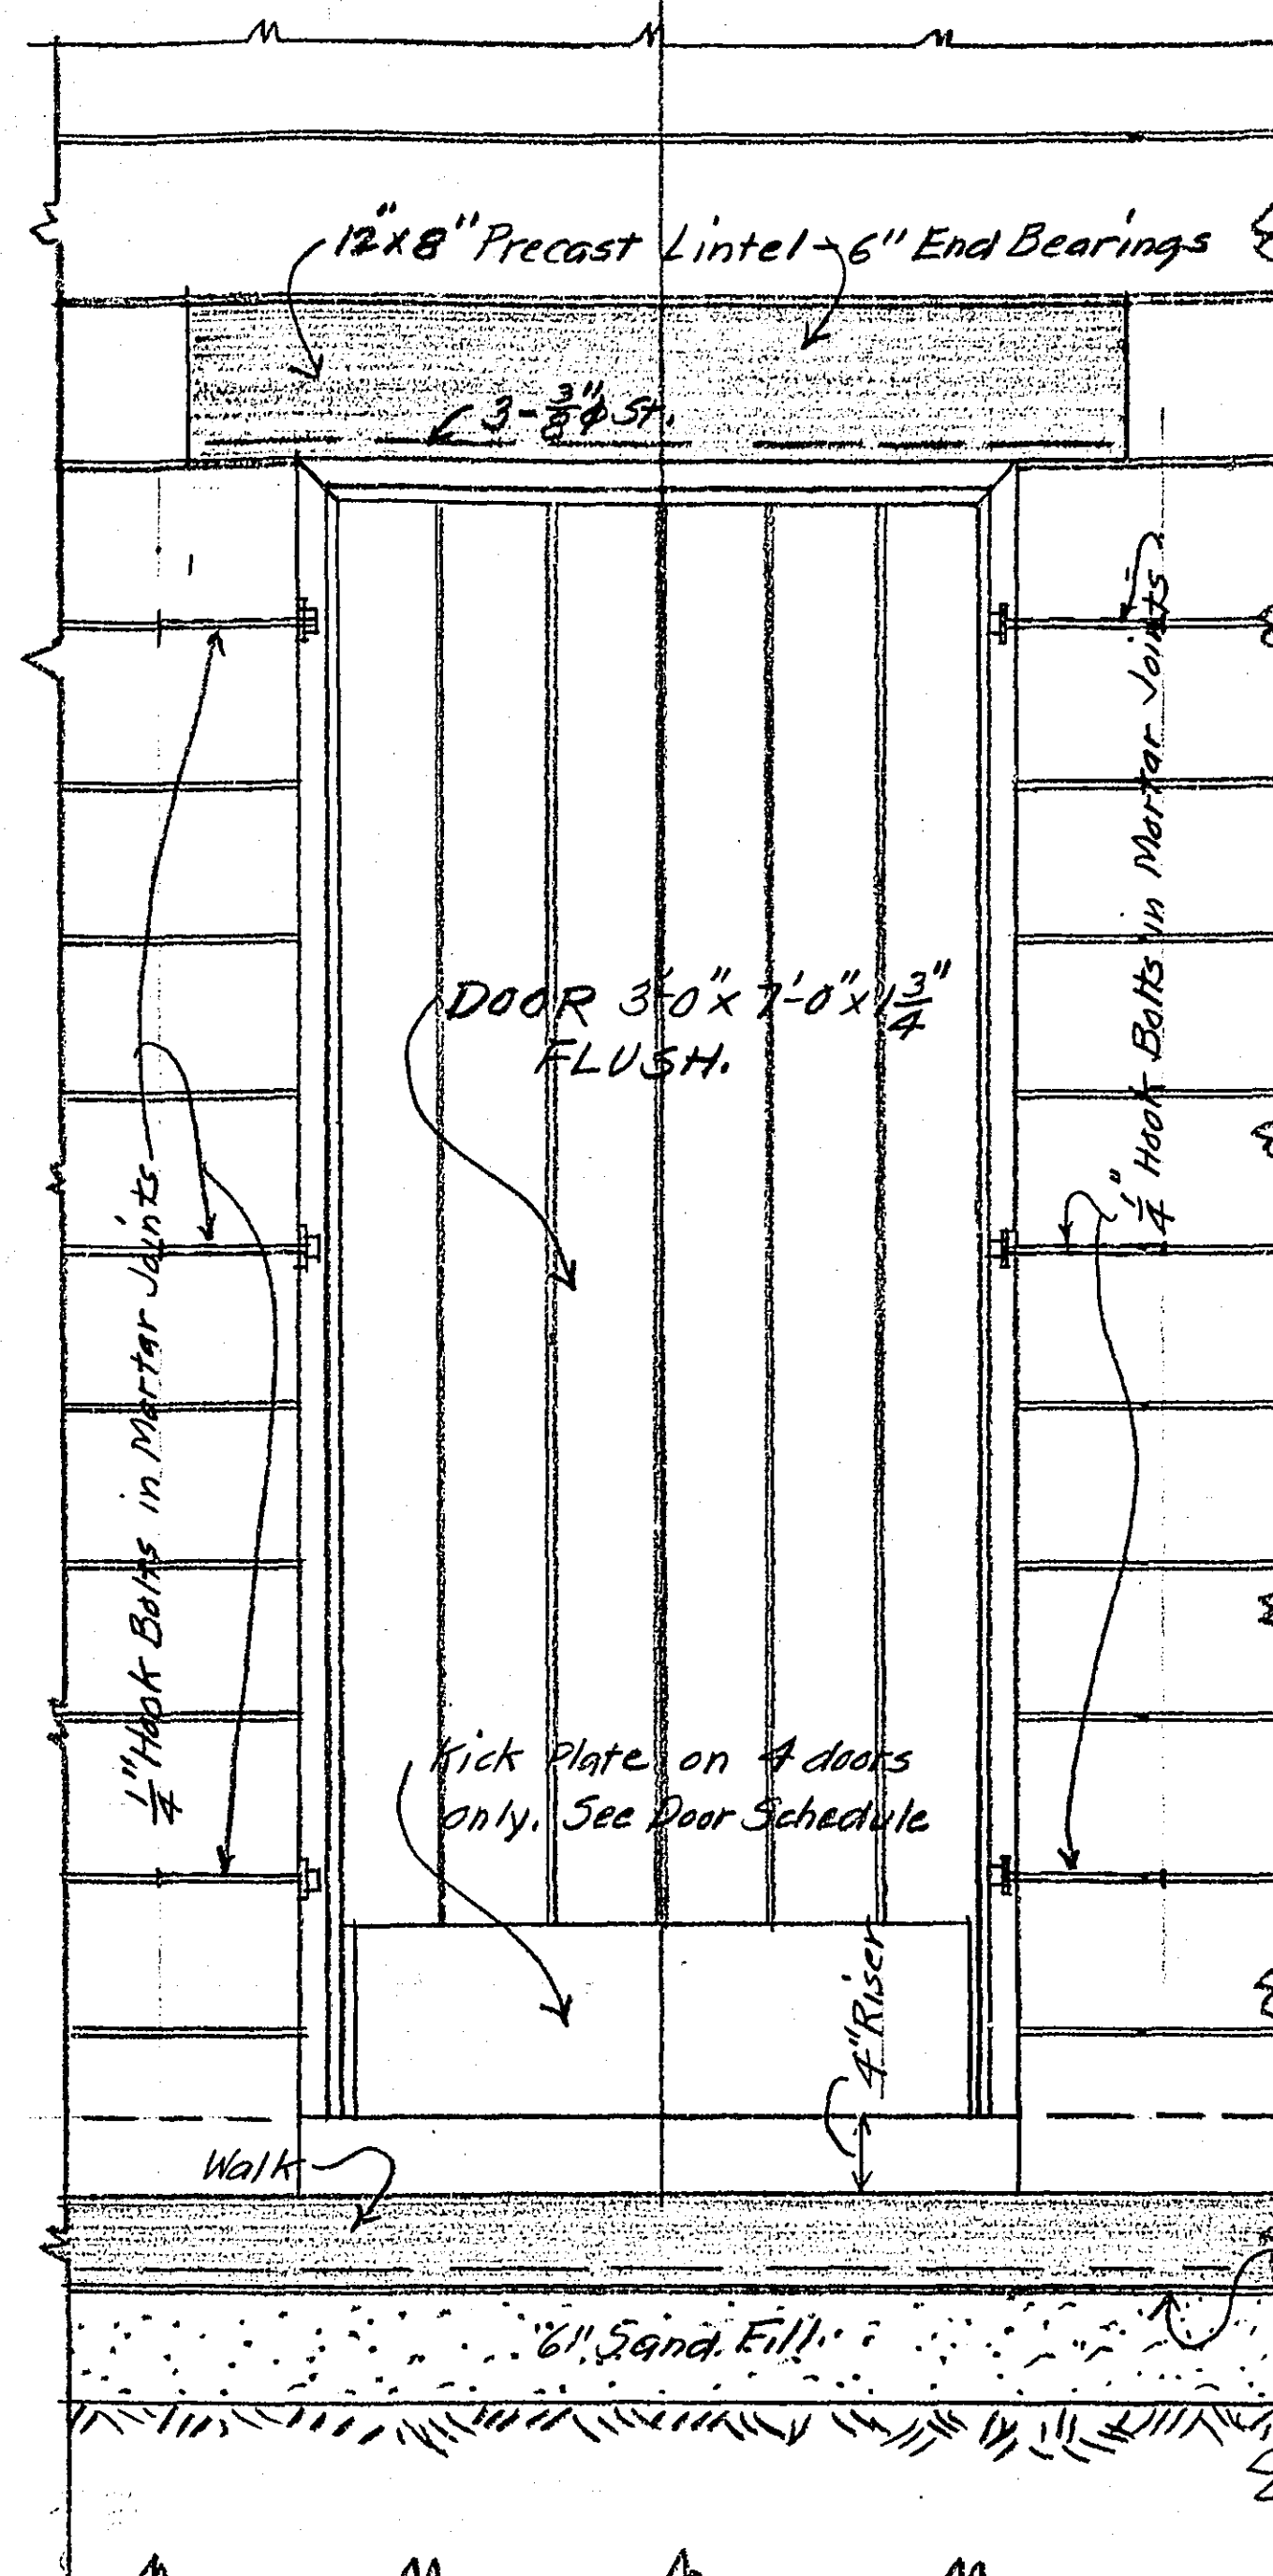 12"x8" Precast Lintel - 6" End Bearings
3-3/8"φ St.
1/4" Hook Bolts in Mortar Joints
DOOR 3'-0" x 7'-0" x 1 3/4"
FLUSH.
1/4" Hook Bolts in Mortar Joints
Kick Plate on 4 doors
only. See Door Schedule
4" Riser
Walk
6" Sand Fill.